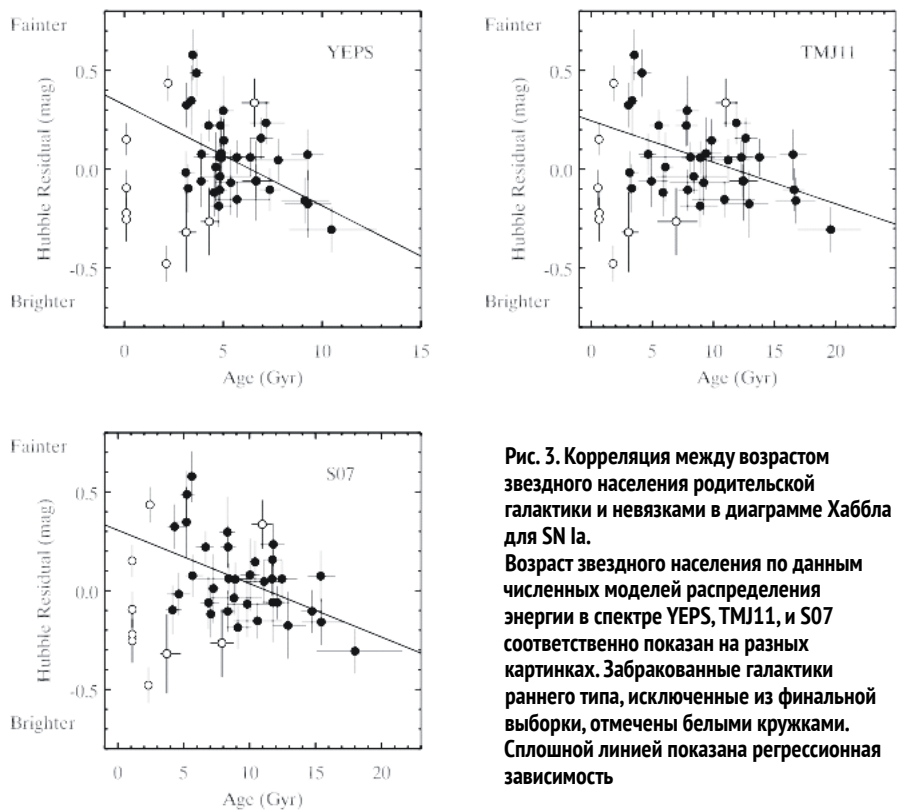 Fainter
YEPS
Hubble Residual (mag)
0.5
0.0
-0.5
Brighter
0 5 10 15
Age (Gyr)
Fainter
TMJ11
Hubble Residual (mag)
0.5
0.0
-0.5
Brighter
0 5 10 15 20
Age (Gyr)
Fainter
S07
Hubble Residual (mag)
0.5
0.0
-0.5
Brighter
0 5 10 15 20
Age (Gyr)
Рис. 3. Корреляция между возрастом
звездного населения родительской
галактики и невязками в диаграмме Хаббла
для SN Ia.
Возраст звездного населения по данным
численных моделей распределения
энергии в спектре YEPS, TMJ11, и S07
соответственно показан на разных
картинках. Забракованные галактики
раннего типа, исключенные из финальной
выборки, отмечены белыми кружками.
Сплошной линией показана регрессионная
зависимость